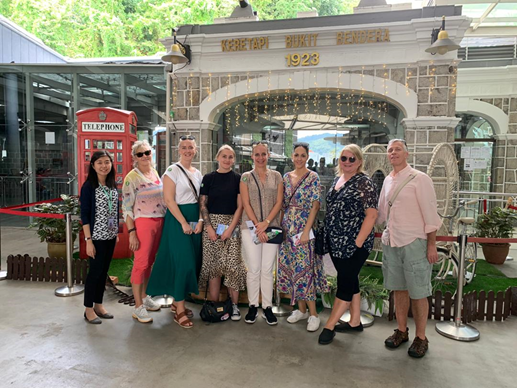 KERETAPI BUKIT BENDERA
1923
TELEPHONE